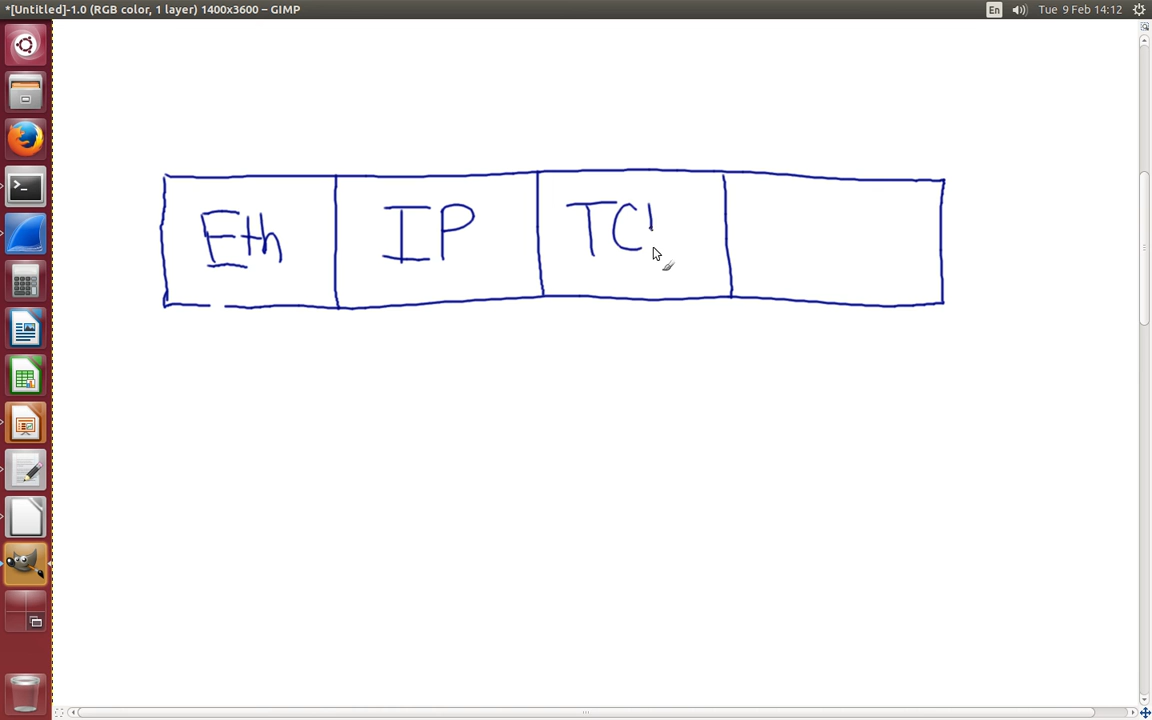 *[Untitled]-1.0 (RGB color, 1 layer) 1400x3600 – GIMP En Tue 9 Feb 14:12
Eth IP TC